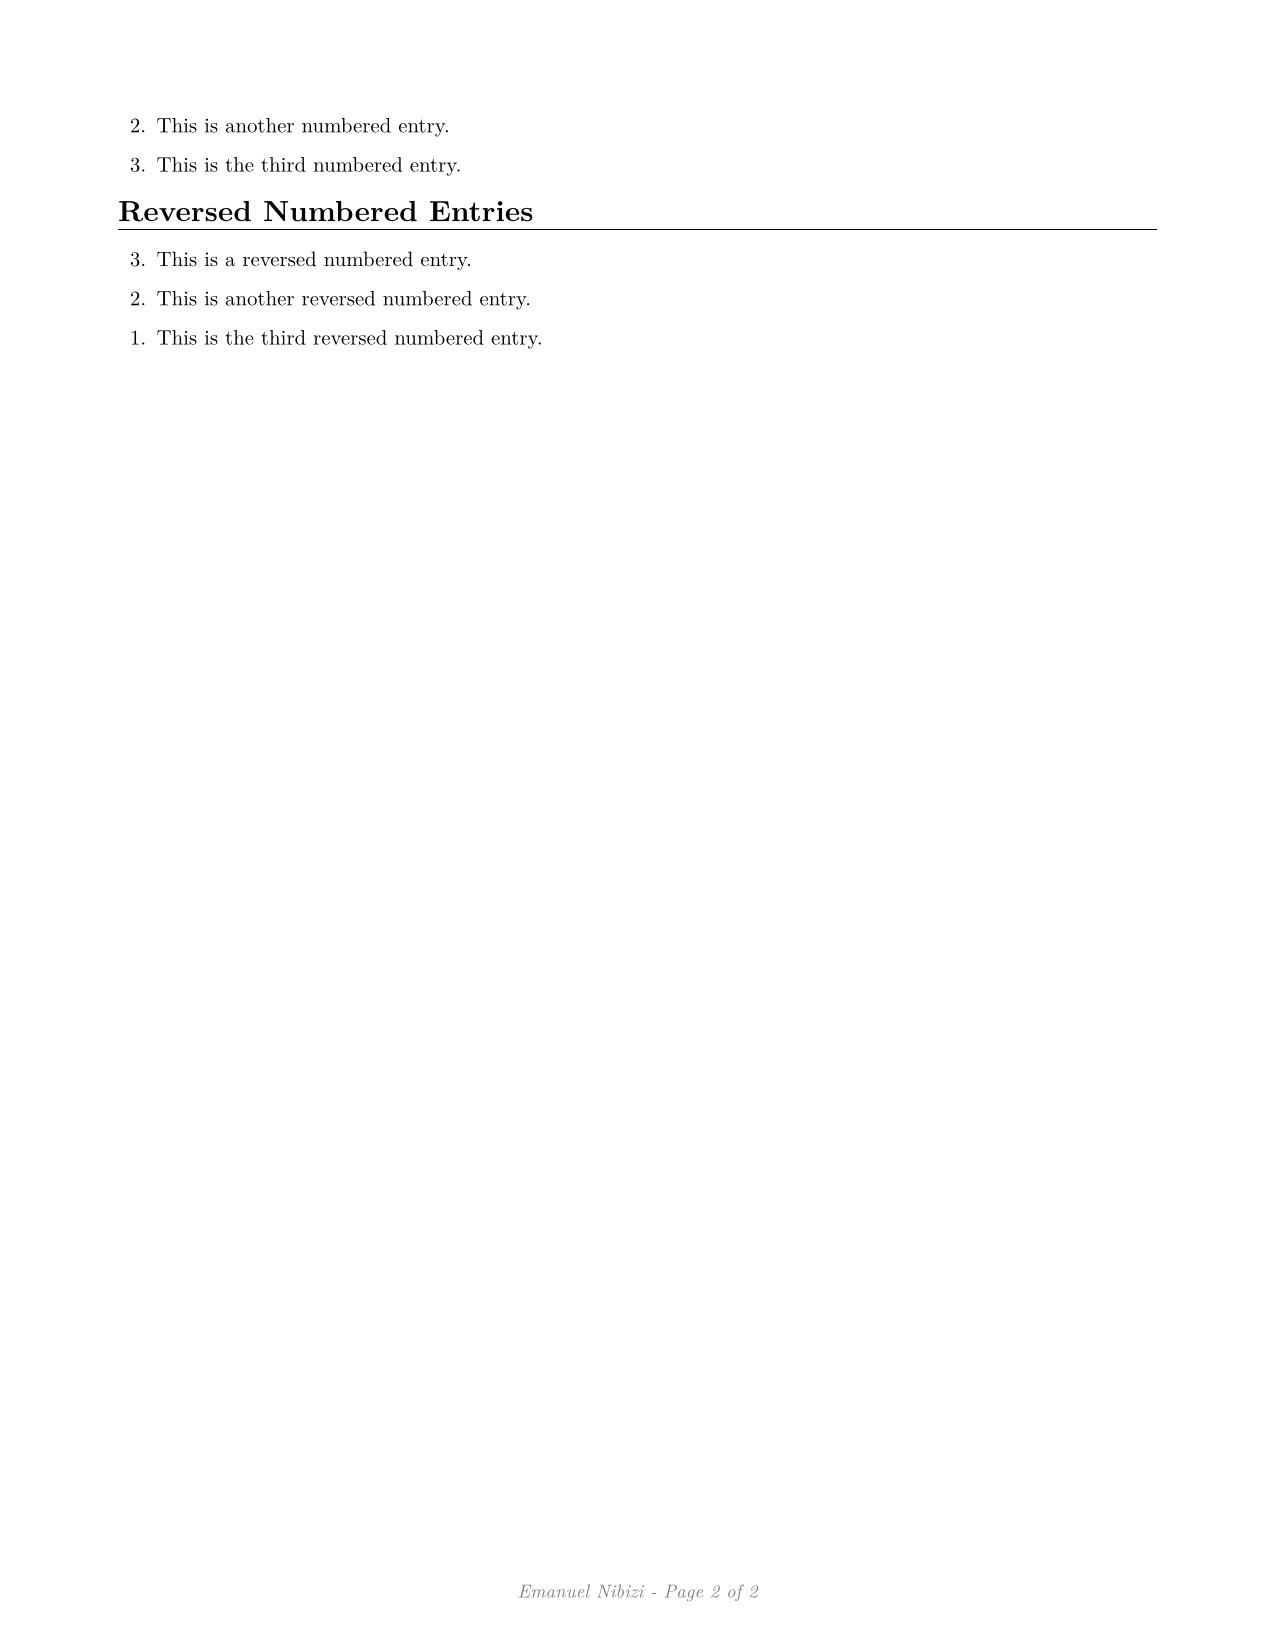 2. This is another numbered entry.
3. This is the third numbered entry.
Reversed Numbered Entries
3. This is a reversed numbered entry.
2. This is another reversed numbered entry.
1. This is the third reversed numbered entry.
Emanuel Nibizi - Page 2 of 2